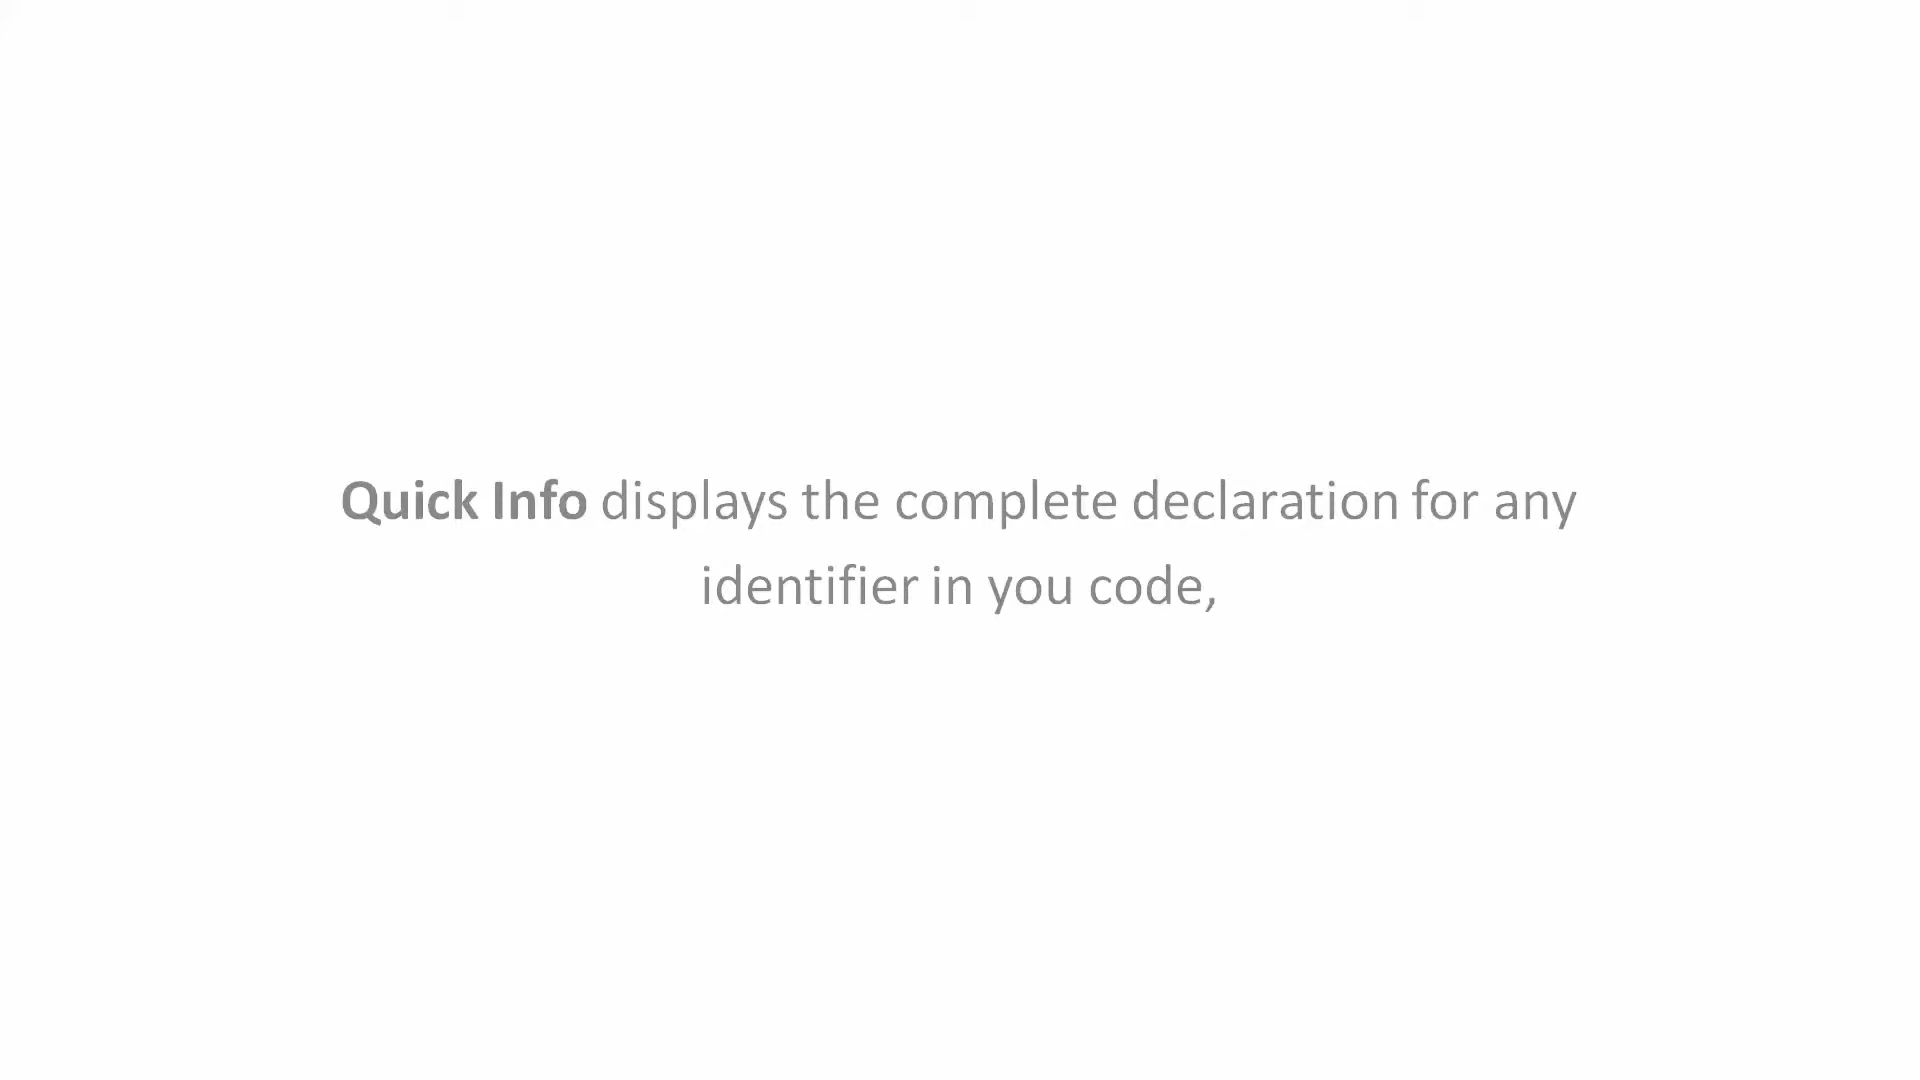 Quick Info displays the complete declaration for any
identifier in you code,